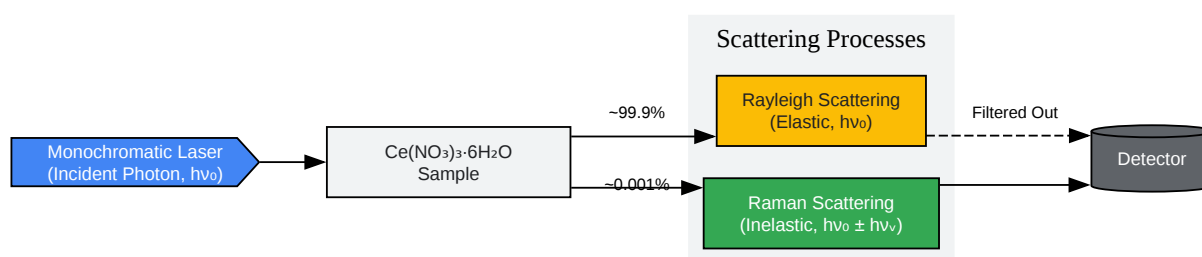 Scattering Processes
Monochromatic Laser
(Incident Photon, hν₀)
Ce(NO₃)₃·6H₂O
Sample
~99.9%
~0.001%
Rayleigh Scattering
(Elastic, hν₀)
Raman Scattering
(Inelastic, hν₀ ± hνᵥ)
Filtered Out
Detector